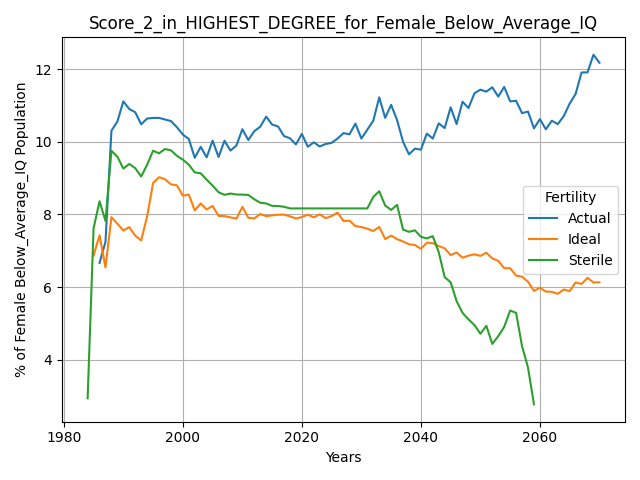 Score_2_in_HIGHEST_DEGREE_for_Female_Below_Average_IQ
% of Female Below_Average_IQ Population
12
10
8
6
4
Fertility
Actual
Ideal
Sterile
1980
2000
2020
2040
2060
Years